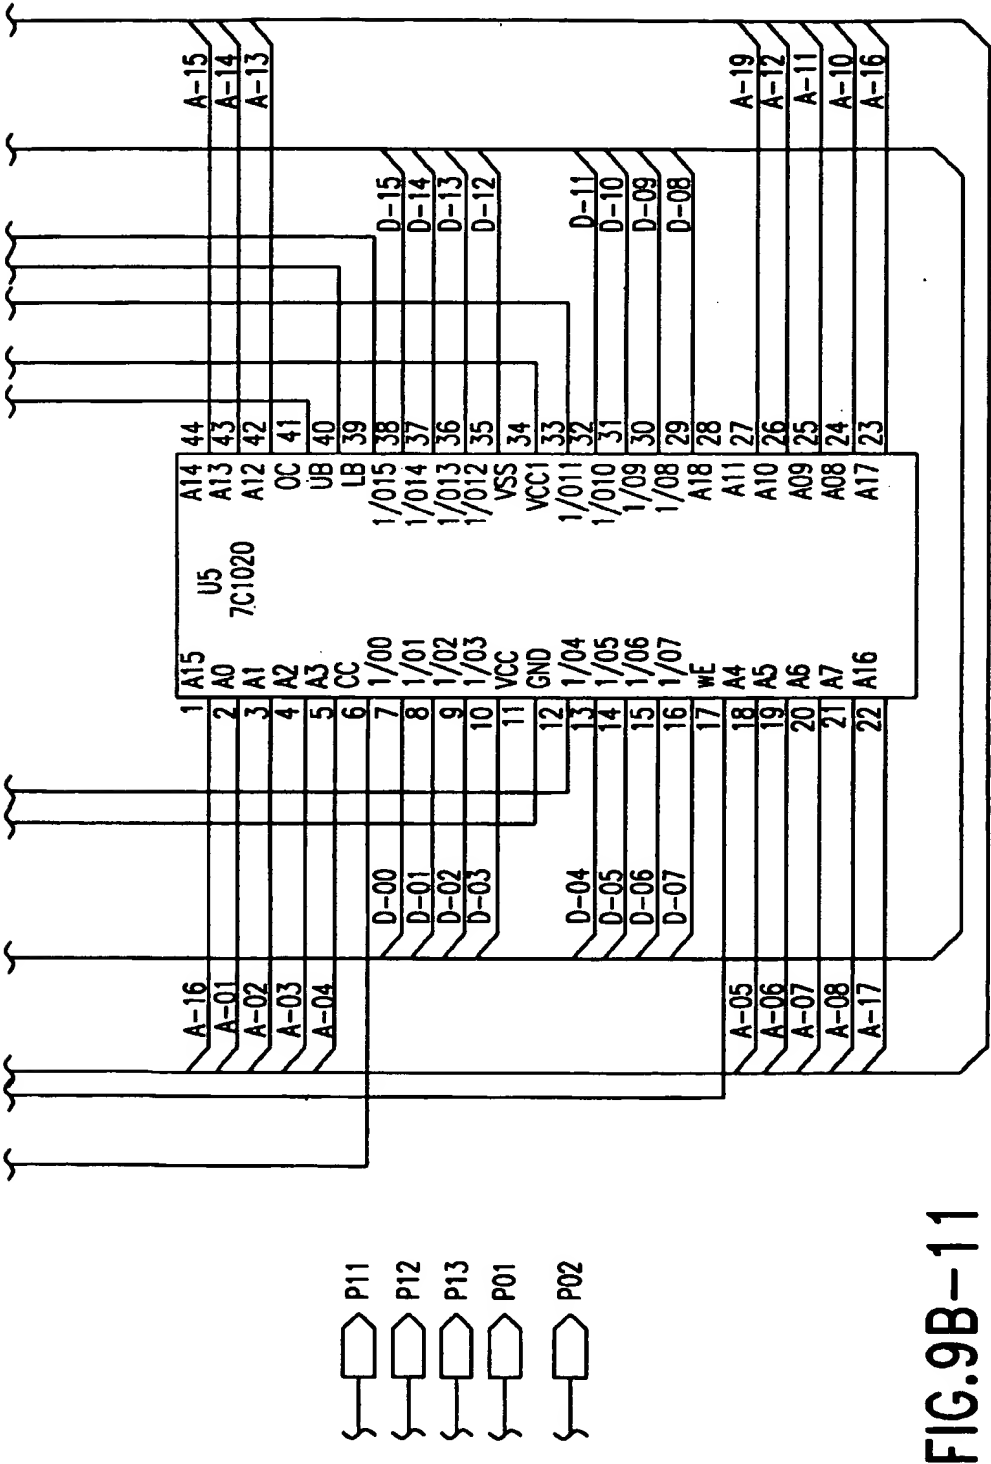 A-15
A-14
A-13
D-15
D-14
D-13
D-12
D-11
D-10
D-09
D-08
A-19
A-12
A-11
A-10
A-16
44
43
42
41
40
39
38
37
36
35
34
33
32
31
30
29
28
27
26
25
24
23
A14
A13
A12
OC
UB
LB
1/015
1/014
1/013
1/012
VSS
VCC1
1/011
1/010
1/09
1/08
A18
A11
A10
A09
A08
A17
U5
7C1020
A15
A0
A1
A2
A3
CC
1/00
1/01
1/02
1/03
VCC
GND
1/04
1/05
1/06
1/07
WE
A4
A5
A6
A7
A16
1
2
3
4
5
6
7
8
9
10
11
12
13
14
15
16
17
18
19
20
21
22
D-00
D-01
D-02
D-03
D-04
D-05
D-06
D-07
A-16
A-01
A-02
A-03
A-04
A-05
A-06
A-07
A-08
A-17
P11
P12
P13
P01
P02
FIG.9B-11